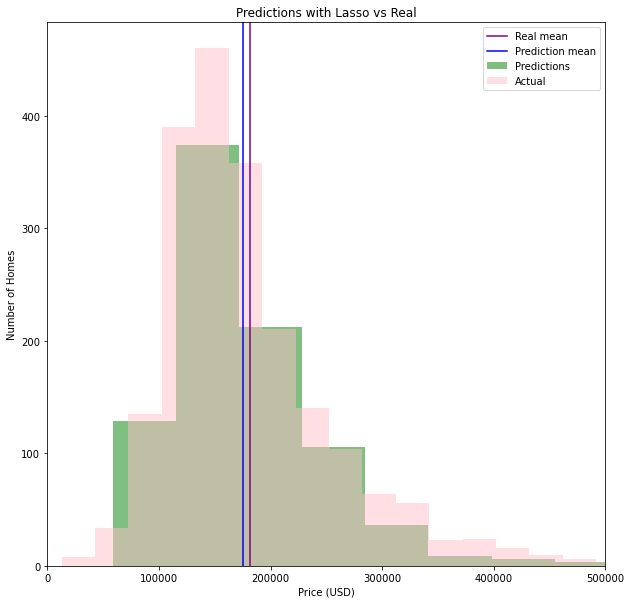 Predictions with Lasso vs Real
Real mean
Prediction mean
Predictions
Actual
Number of Homes
400
300
200
100
0
0
100000
200000
300000
400000
500000
Price (USD)